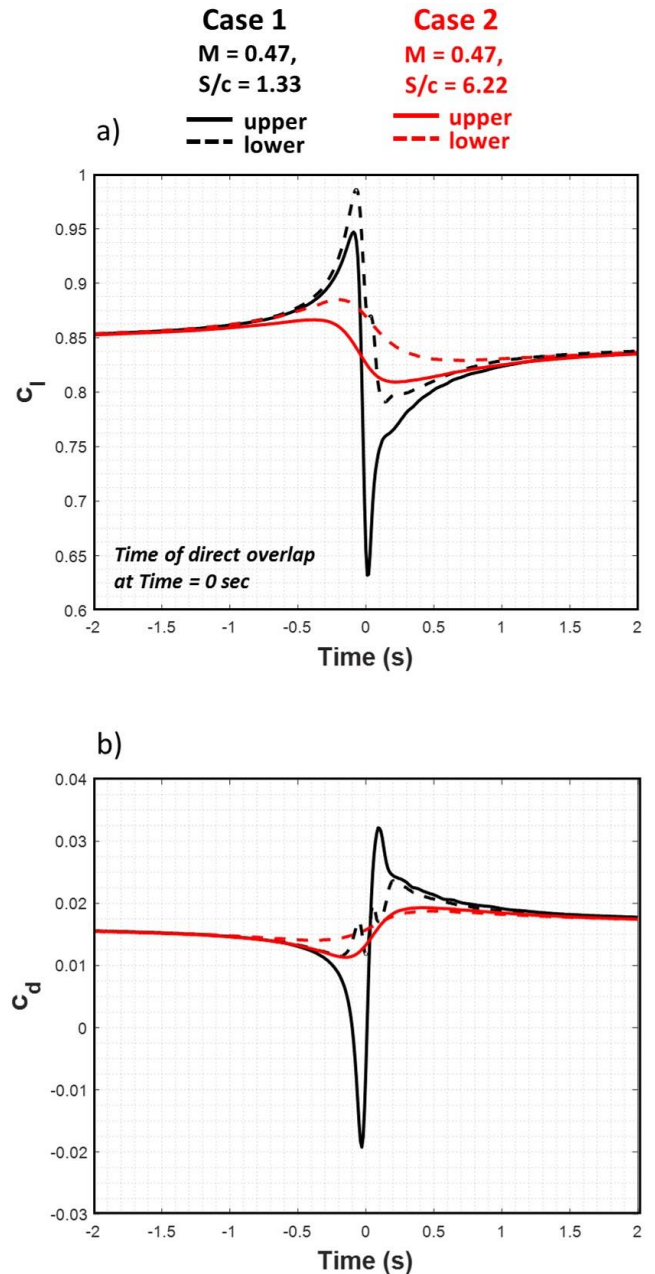 Case 1 Case 2
M = 0.47, M = 0.47,
S/c = 1.33 S/c = 6.22
upper upper
lower lower
a)
1
0.95
0.9
0.85
0.8
0.75
0.7
0.65
0.6
c_l
Time of direct overlap
at Time = 0 sec
-2 -1.5 -1 -0.5 0 0.5 1 1.5 2
Time (s)
b)
0.04
0.03
0.02
0.01
0
-0.01
-0.02
-0.03
c_d
-2 -1.5 -1 -0.5 0 0.5 1 1.5 2
Time (s)